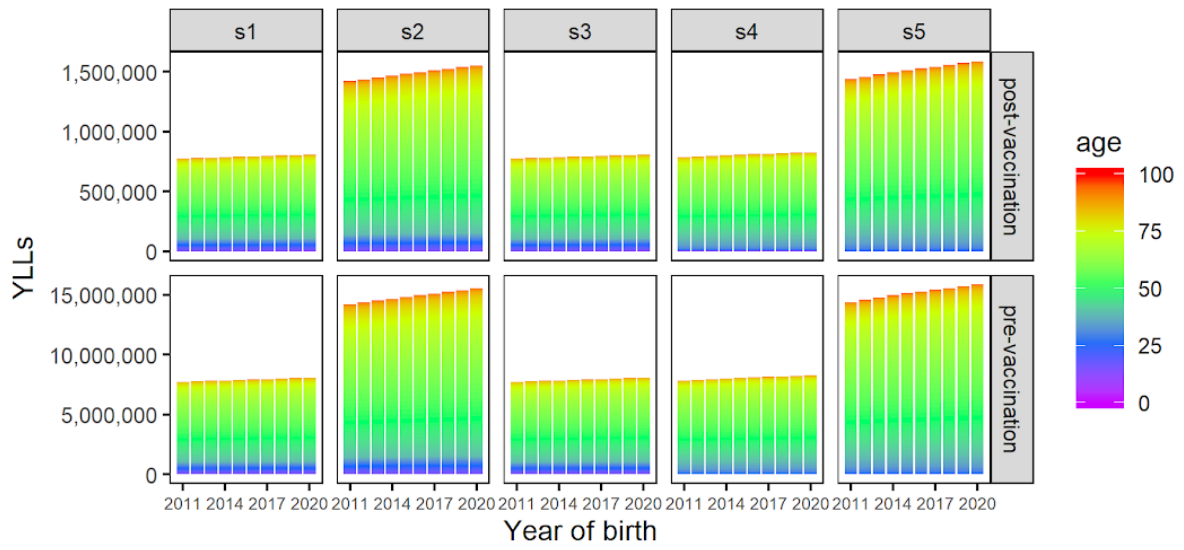 s1 s2 s3 s4 s5
YLLs
1,500,000
1,000,000
500,000
0
post-vaccination
15,000,000
10,000,000
5,000,000
0
pre-vaccination
2011 2014 2017 2020 2011 2014 2017 2020 2011 2014 2017 2020 2011 2014 2017 2020 2011 2014 2017 2020
Year of birth
age
100
75
50
25
0